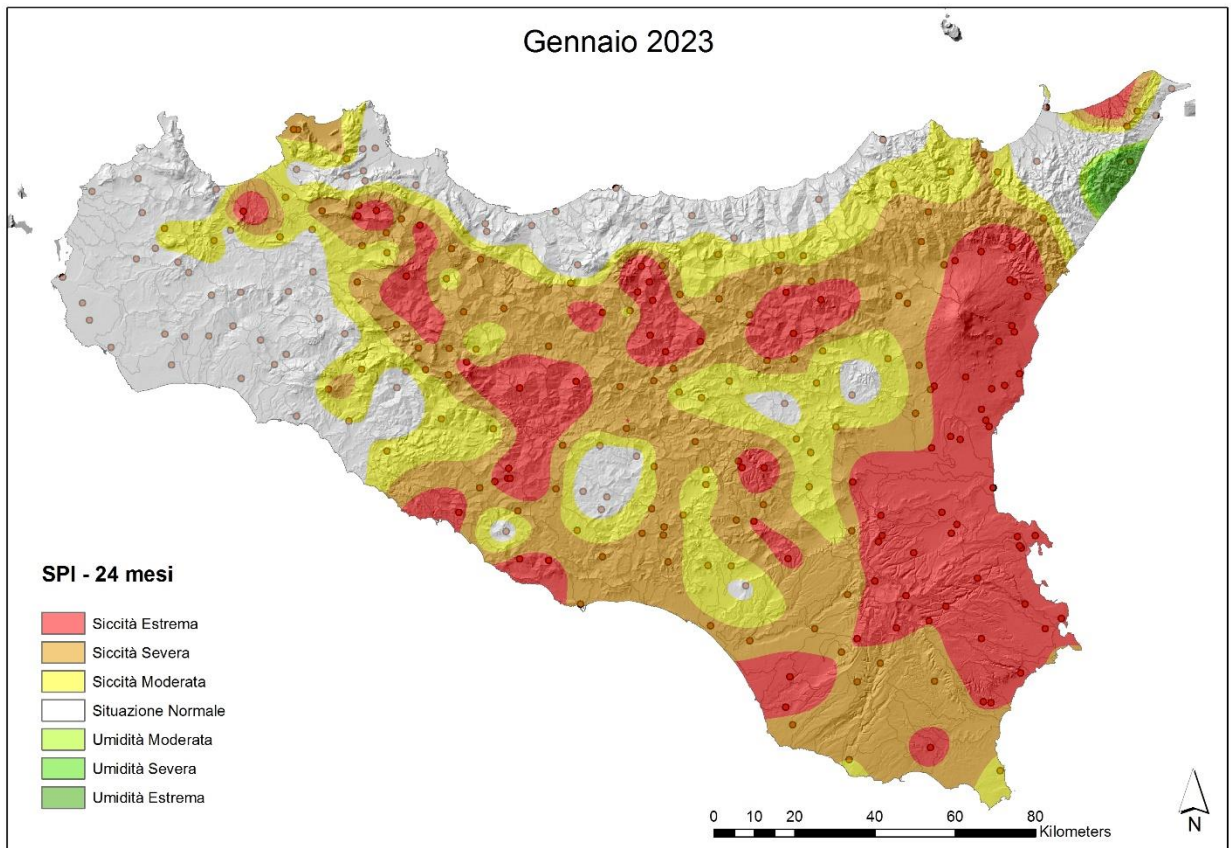 Gennaio 2023
SPI - 24 mesi
Siccità Estrema
Siccità Severa
Siccità Moderata
Situazione Normale
Umidità Moderata
Umidità Severa
Umidità Estrema
0 10 20 40 60 80
Kilometers
N